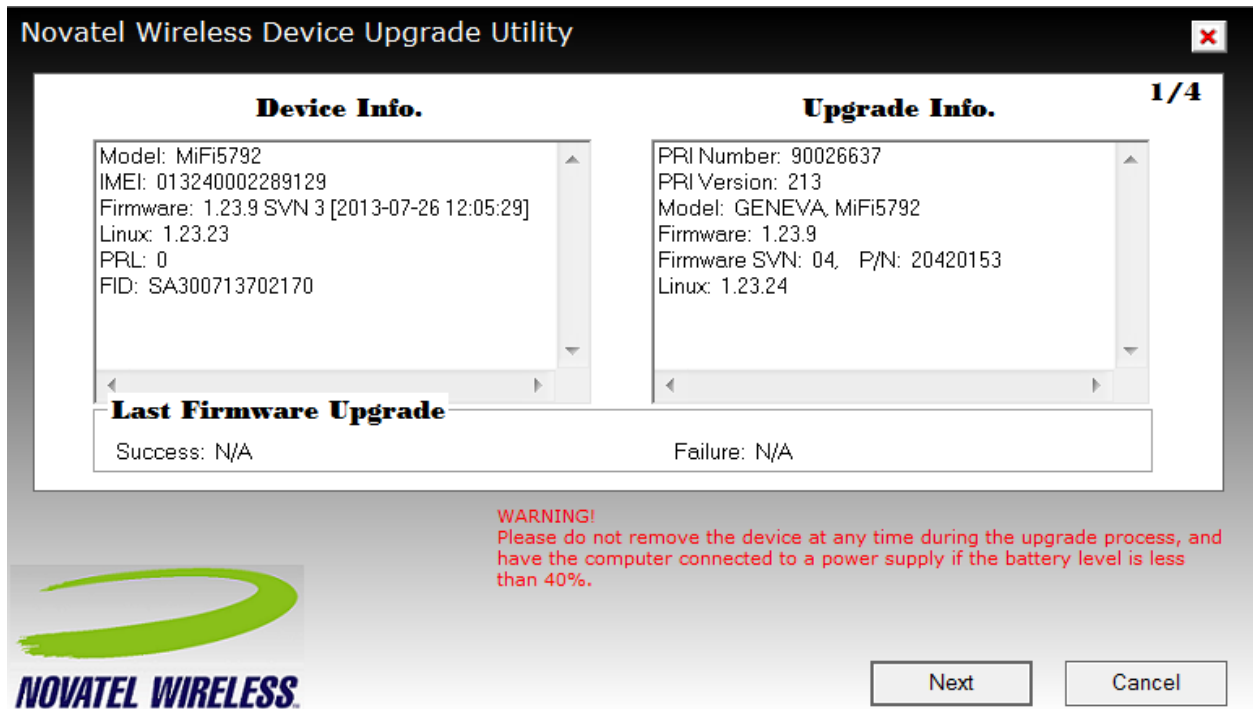 Novatel Wireless Device Upgrade Utility
1/4
Device Info.
Model: MiFi5792
IMEI: 013240002289129
Firmware: 1.23.9 SVN 3 [2013-07-26 12:05:29]
Linux: 1.23.23
PRL: 0
FID: SA300713702170
Upgrade Info.
PRI Number: 90026637
PRI Version: 213
Model: GENEVA, MiFi5792
Firmware: 1.23.9
Firmware SVN: 04, P/N: 20420153
Linux: 1.23.24
Last Firmware Upgrade
Success: N/A
Failure: N/A
WARNING!
Please do not remove the device at any time during the upgrade process, and
have the computer connected to a power supply if the battery level is less
than 40%.
NOVATEL WIRELESS
Next
Cancel